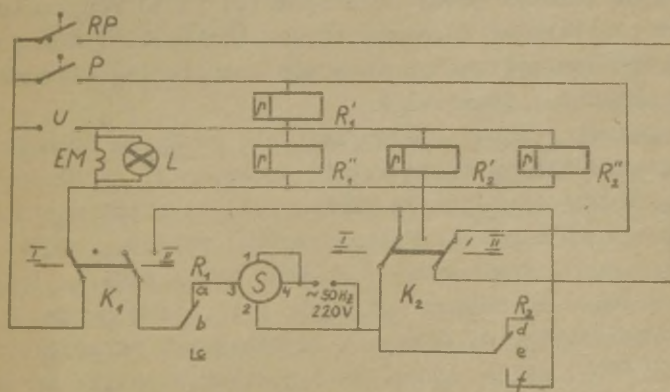 RP
P
U
R₁'
EM
L
R₁''
R₂'
R₂''
I
II
K₁
R₁
a
b
c
1
2
3
4
S
~50Hz
220V
I
II
K₂
R₂
d
e
f